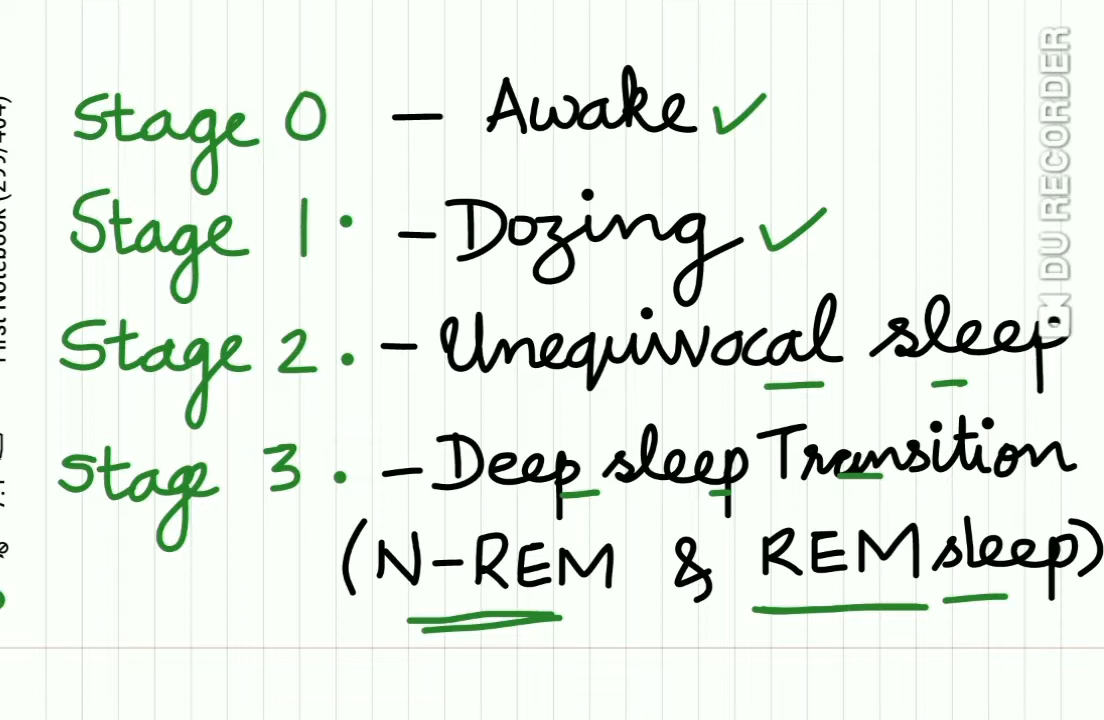 Stage 0 - Awake ✓
Stage 1. - Dozing ✓
Stage 2. - Unequivocal sleep
Stage 3. - Deep sleep Transition
(N-REM & REM sleep)
DU RECORDER